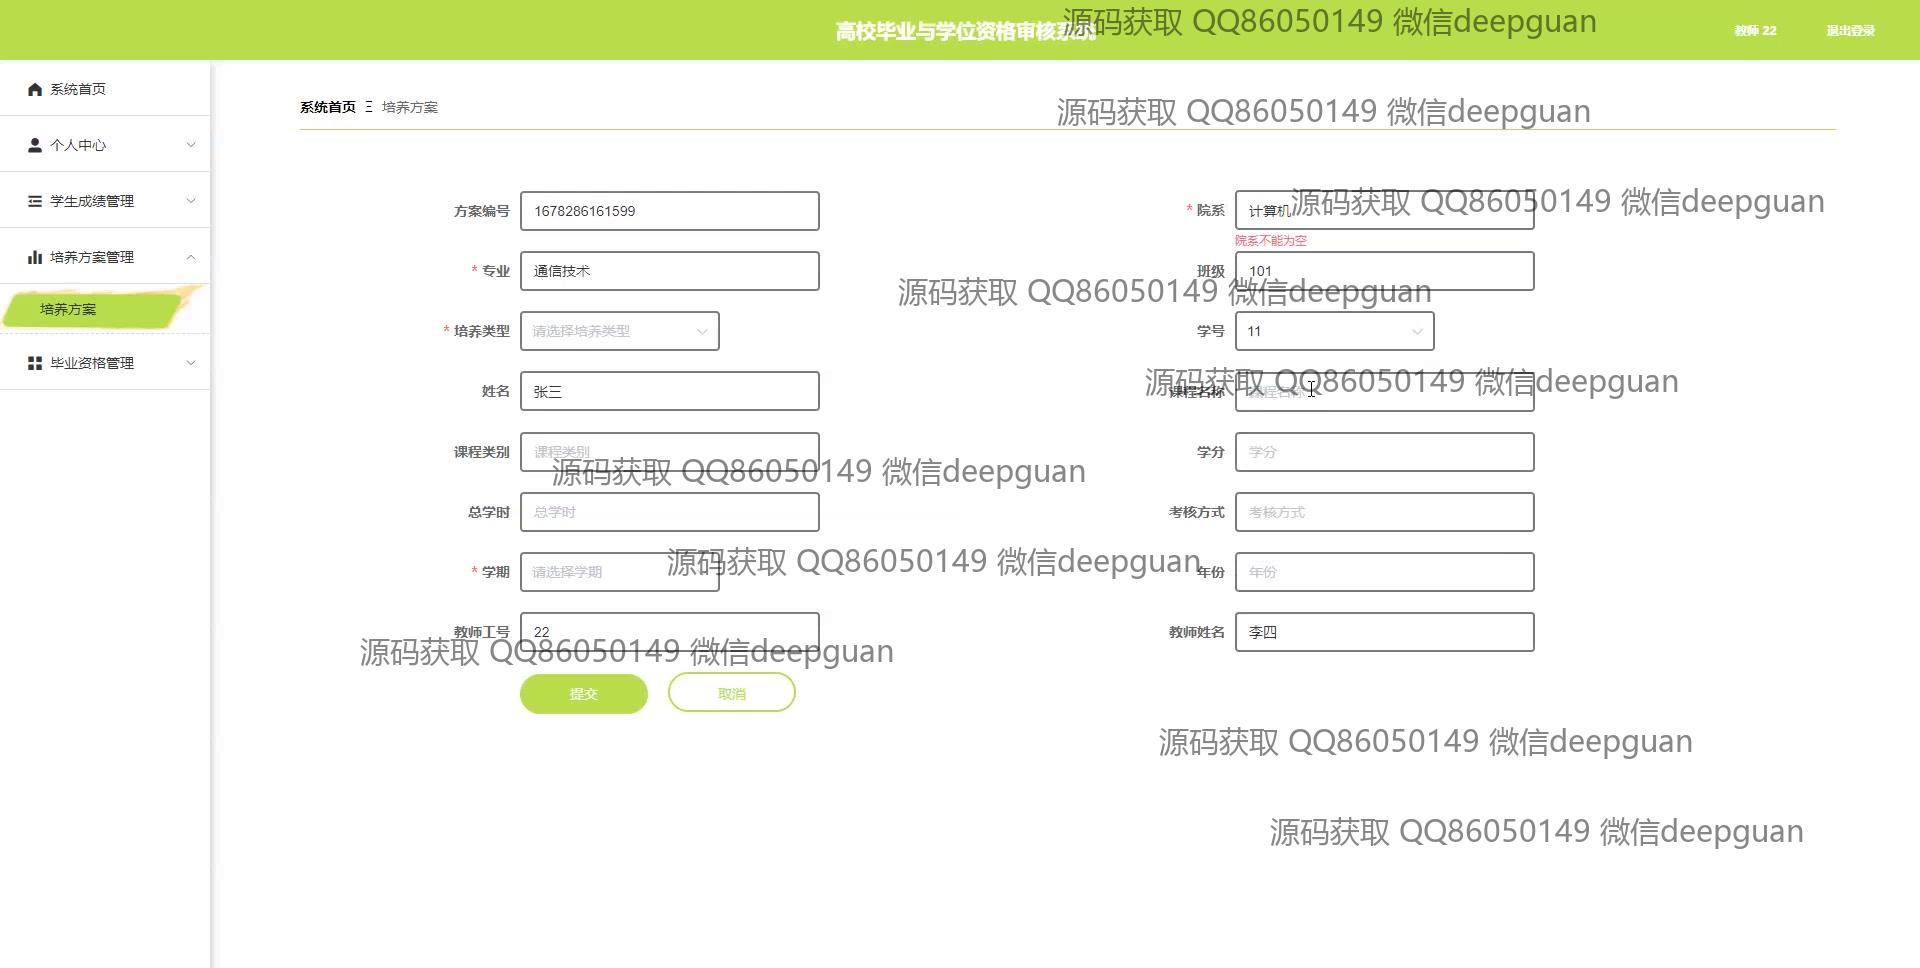 高校毕业与学位资格审核系统
源码获取 QQ86050149 微信deepguan
教师 22
退出登录
系统首页
个人中心
学生成绩管理
培养方案管理
培养方案
毕业资格管理
系统首页 Ξ 培养方案
源码获取 QQ86050149 微信deepguan
方案编号 1678286161599
* 院系 计算机
源码获取 QQ86050149 微信deepguan
院系不能为空
* 专业 通信技术
班级 101
源码获取 QQ86050149 微信deepguan
* 培养类型 请选择培养类型
学号 11
姓名 张三
课程名称 课程名称
源码获取 QQ86050149 微信deepguan
课程类别 课程类别
学分 学分
源码获取 QQ86050149 微信deepguan
总学时 总学时
考核方式 考核方式
* 学期 请选择学期
源码获取 QQ86050149 微信deepguan
年份 年份
教师工号 22
教师姓名 李四
源码获取 QQ86050149 微信deepguan
提交
取消
源码获取 QQ86050149 微信deepguan
源码获取 QQ86050149 微信deepguan